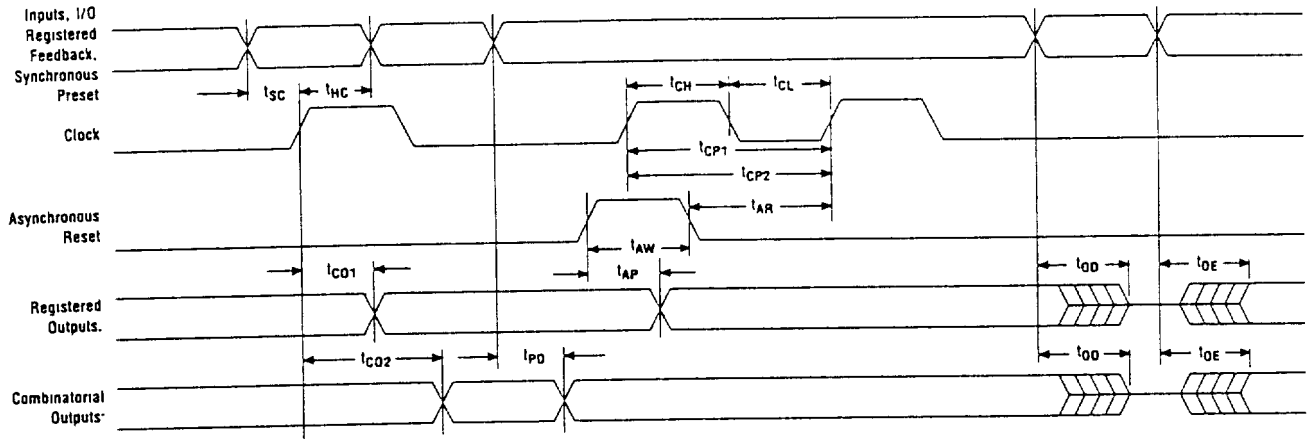 Inputs, I/O
Registered
Feedback,
Synchronous
Preset
tSC
tHC
tCH
tCL
Clock
tCP1
tCP2
tAR
Asynchronous
Reset
tAW
tCO1
tAP
tOD
tOE
Registered
Outputs.
tCO2
tPD
tOD
tOE
Combinatorial
Outputs